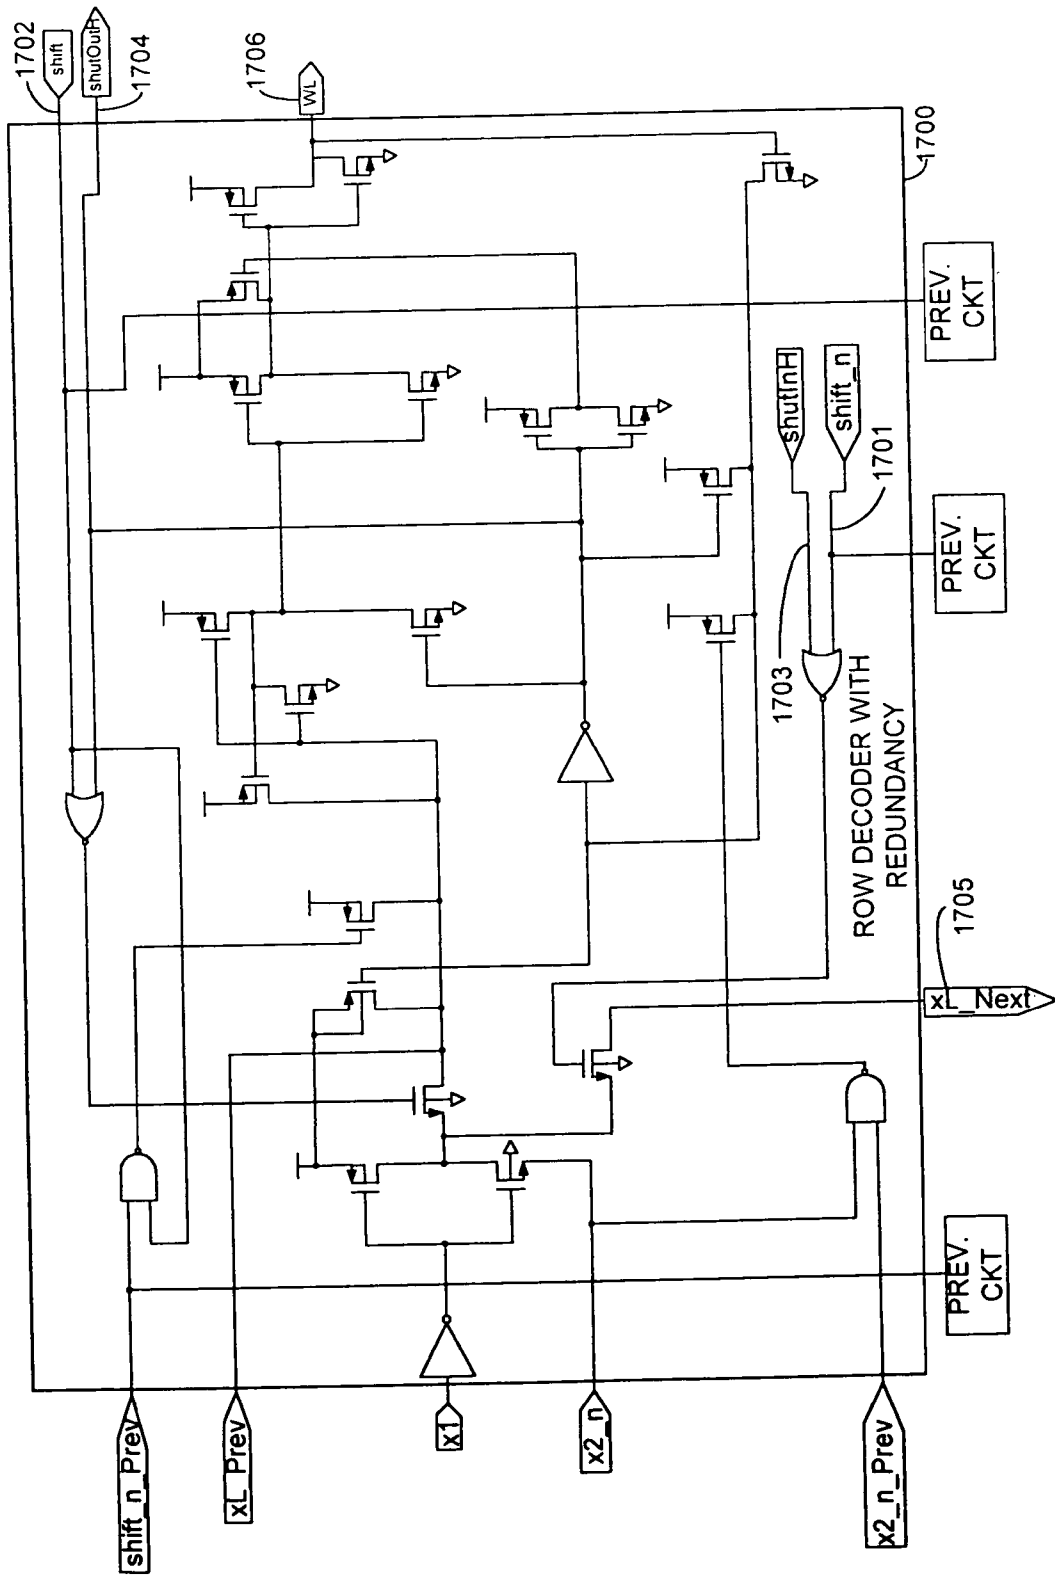 1702
shift
shutOutH
1704
1706
WL
1700
PREV.
CKT
shutInH
shift_n
1701
PREV.
CKT
1703
ROW DECODER WITH
REDUNDANCY
1705
xL_Next
PREV.
CKT
shift_n_Prev
xL_Prev
x1
x2_n
x2_n_Prev